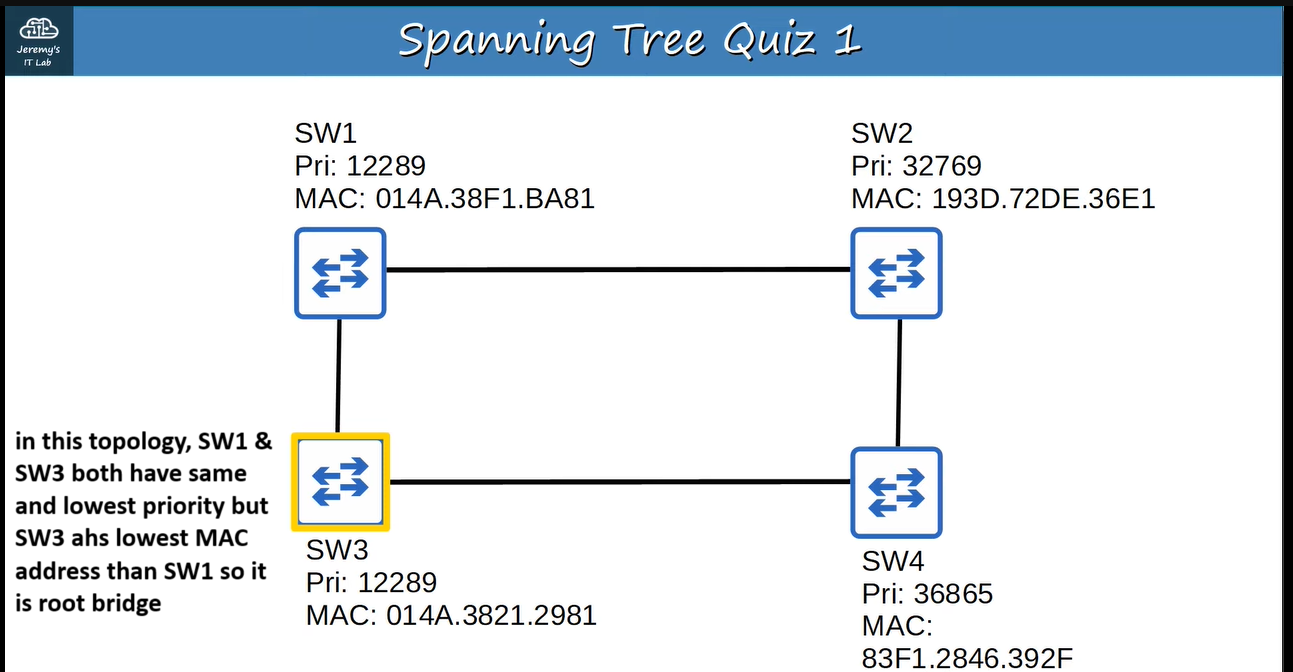 Jeremy's
IT Lab
Spanning Tree Quiz 1
SW1
Pri: 12289
MAC: 014A.38F1.BA81
SW2
Pri: 32769
MAC: 193D.72DE.36E1
in this topology, SW1 &
SW3 both have same
and lowest priority but
SW3 ahs lowest MAC
address than SW1 so it
is root bridge
SW3
Pri: 12289
MAC: 014A.3821.2981
SW4
Pri: 36865
MAC:
83F1.2846.392F